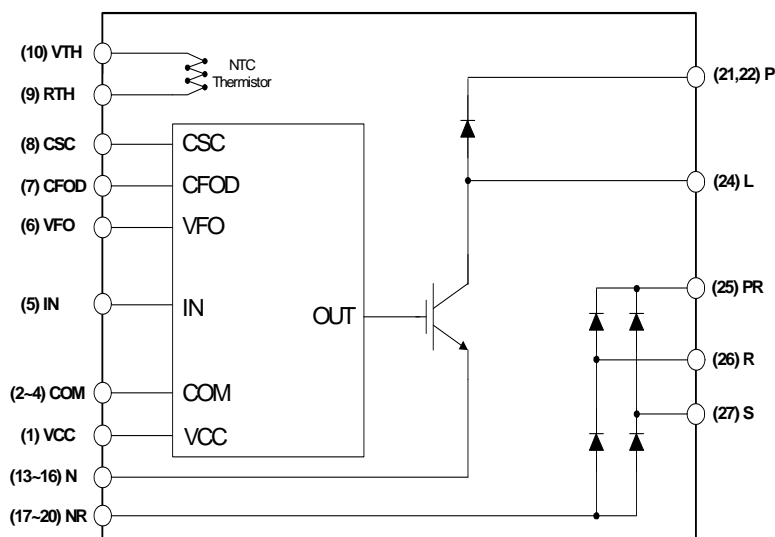 (10) VTH
NTC
Thermistor
(9) RTH
(21,22) P
(8) CSC
CSC
(7) CFOD
CFOD
(24) L
(6) VFO
VFO
(25) PR
(5) IN
IN
OUT
(26) R
(2~4) COM
COM
(27) S
(1) VCC
VCC
(13~16) N
(17~20) NR